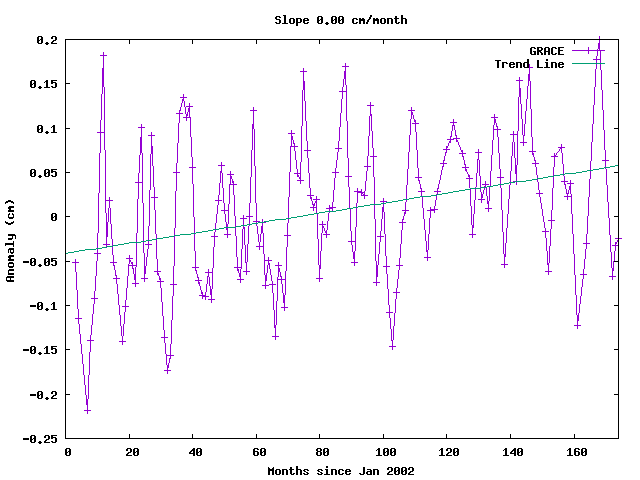 Slope 0.00 cm/month
GRACE
Trend Line
0.2
0.15
0.1
0.05
0
-0.05
-0.1
-0.15
-0.2
-0.25
Anomaly (cm)
0 20 40 60 80 100 120 140 160
Months since Jan 2002